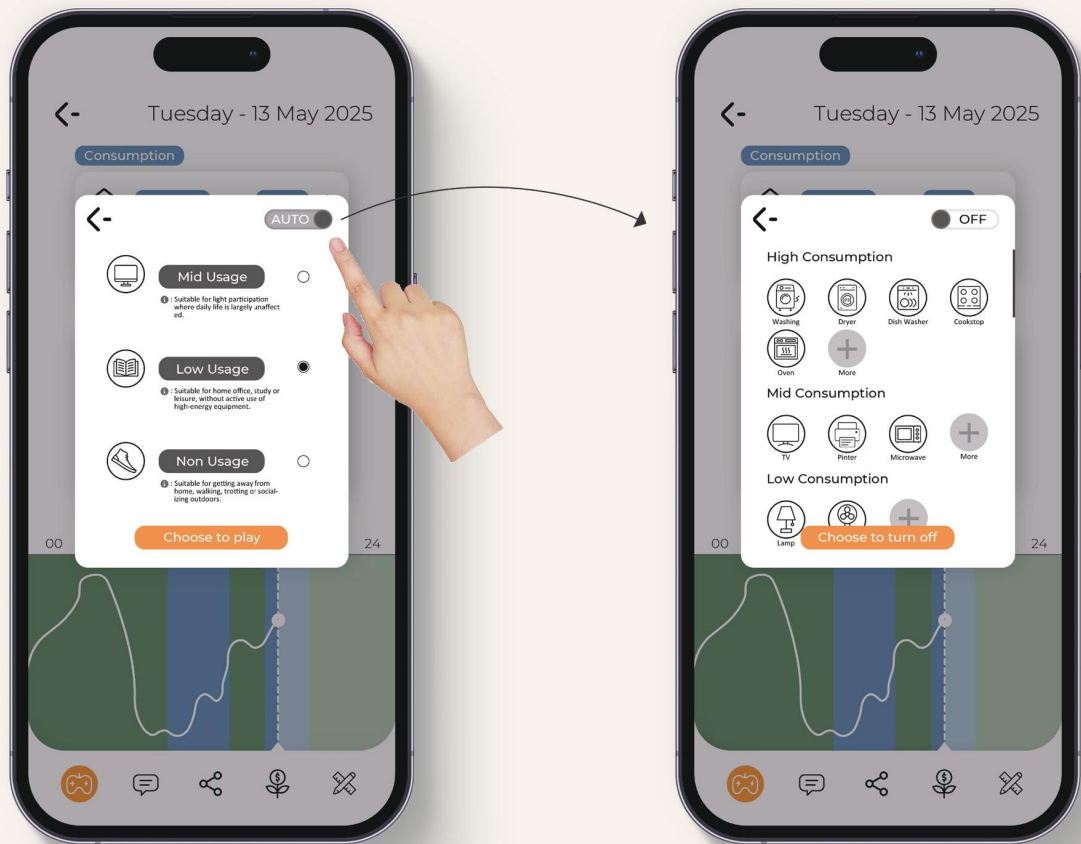 Tuesday - 13 May 2025
Consumption
AUTO
Mid Usage
: Suitable for light participation
where daily life is largely unaffect
ed.
Low Usage
: Suitable for home office, study or
leisure, without active use of
high-energy equipment.
Non Usage
: Suitable for getting away from
home, walking, trotting or social-
izing outdoors.
Choose to play
00 24
Tuesday - 13 May 2025
Consumption
OFF
High Consumption
Washing Dryer Dish Washer Cookstop
Oven More
Mid Consumption
TV Pinter Microwave More
Low Consumption
Lamp
Choose to turn off
00 24